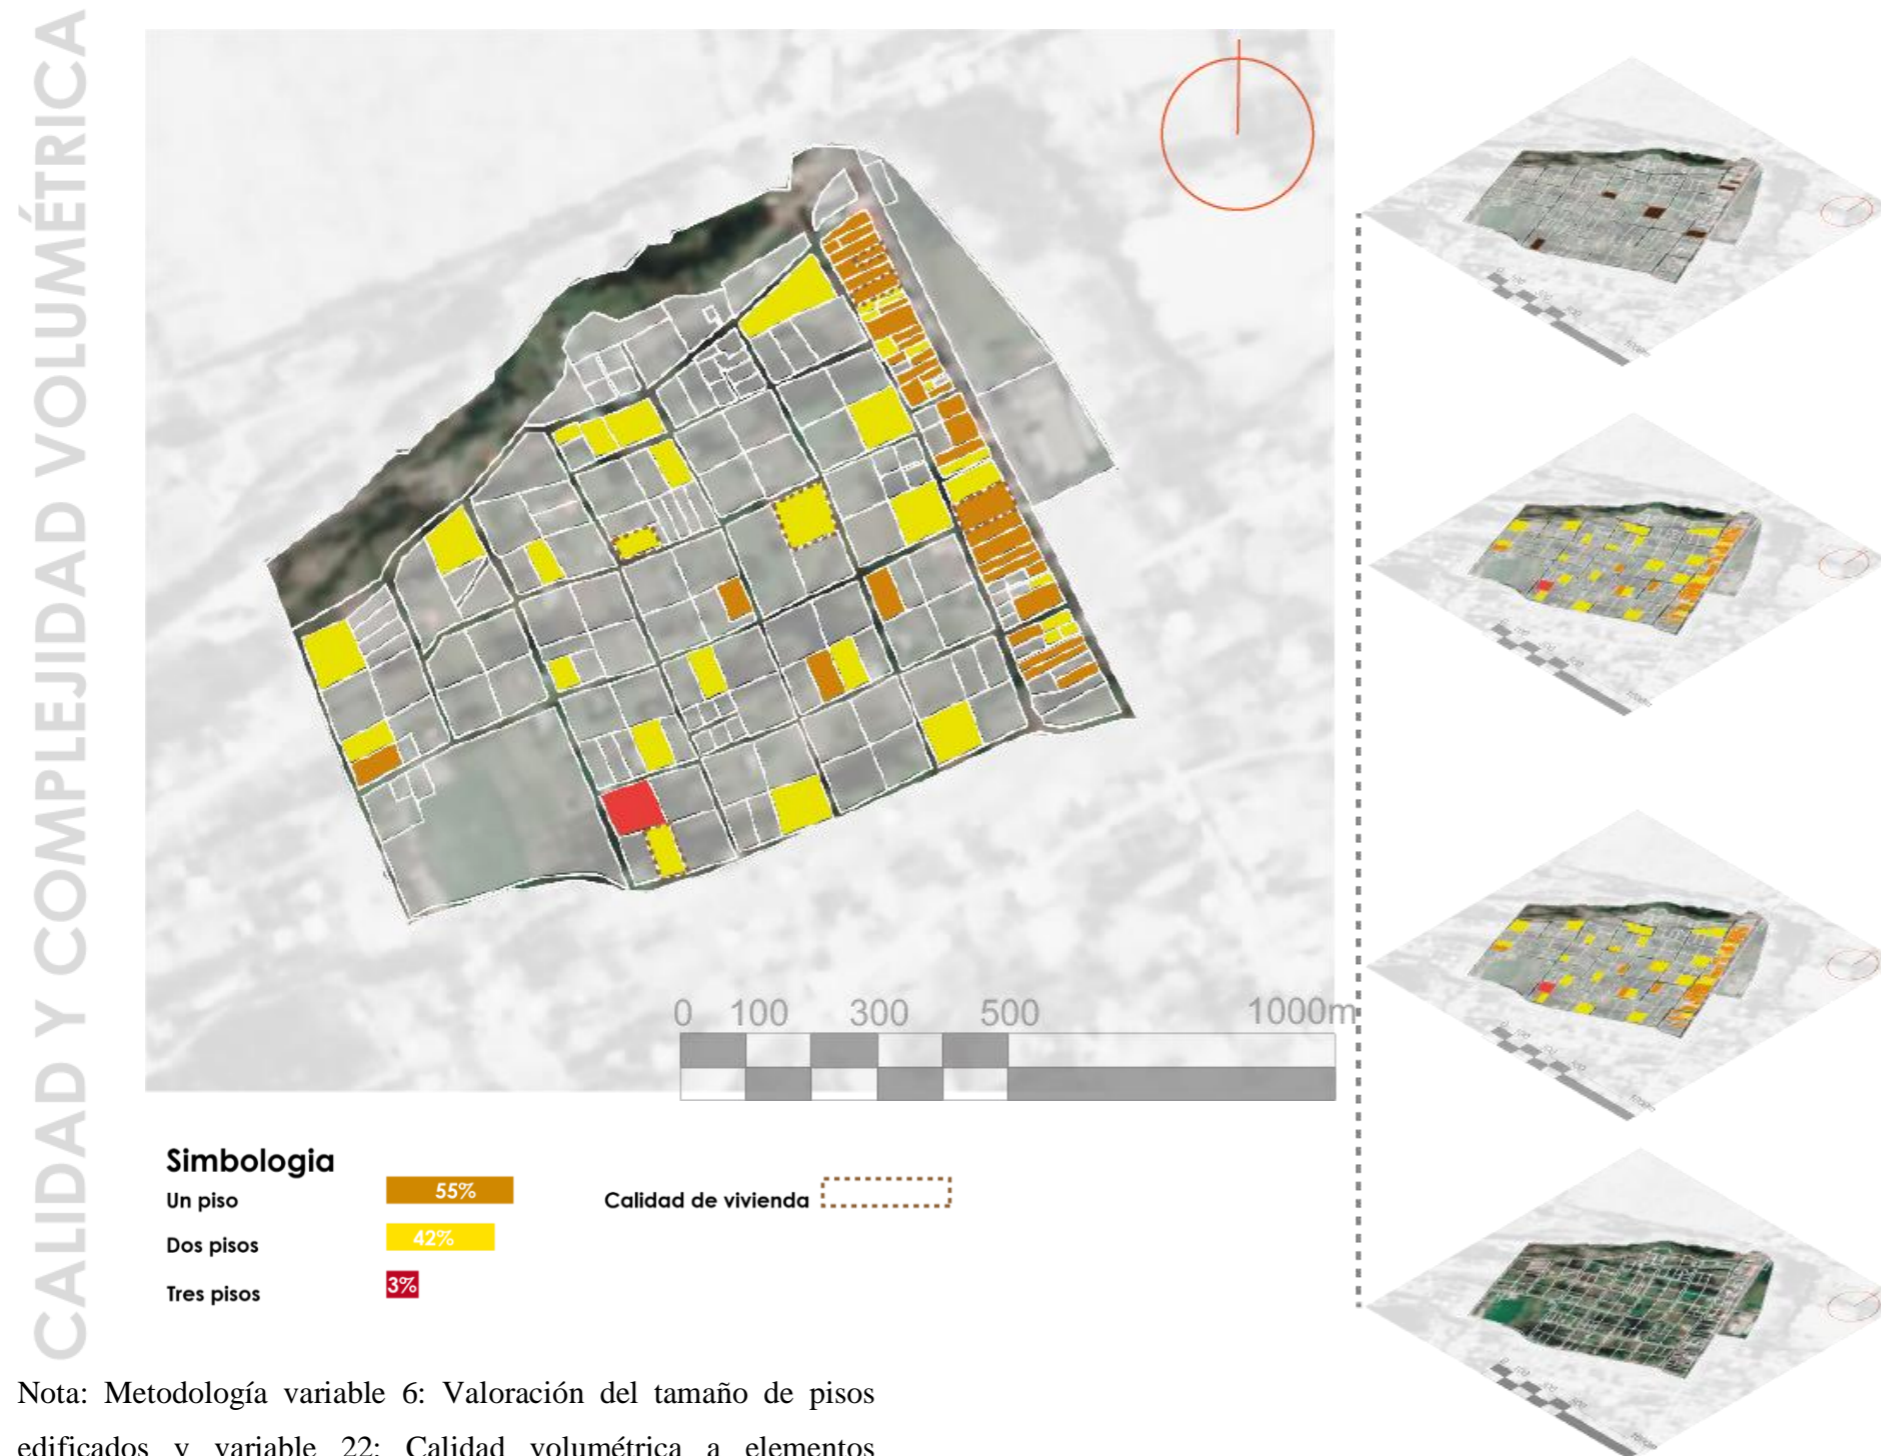 CALIDAD Y COMPLEJIDAD VOLUMÉTRICA
0 100 300 500 1000m
Simbologia
Un piso 55%
Calidad de vivienda
Dos pisos 42%
Tres pisos 3%
Nota: Metodología variable 6: Valoración del tamaño de pisos
edificados y variable 22: Calidad volumétrica a elementos